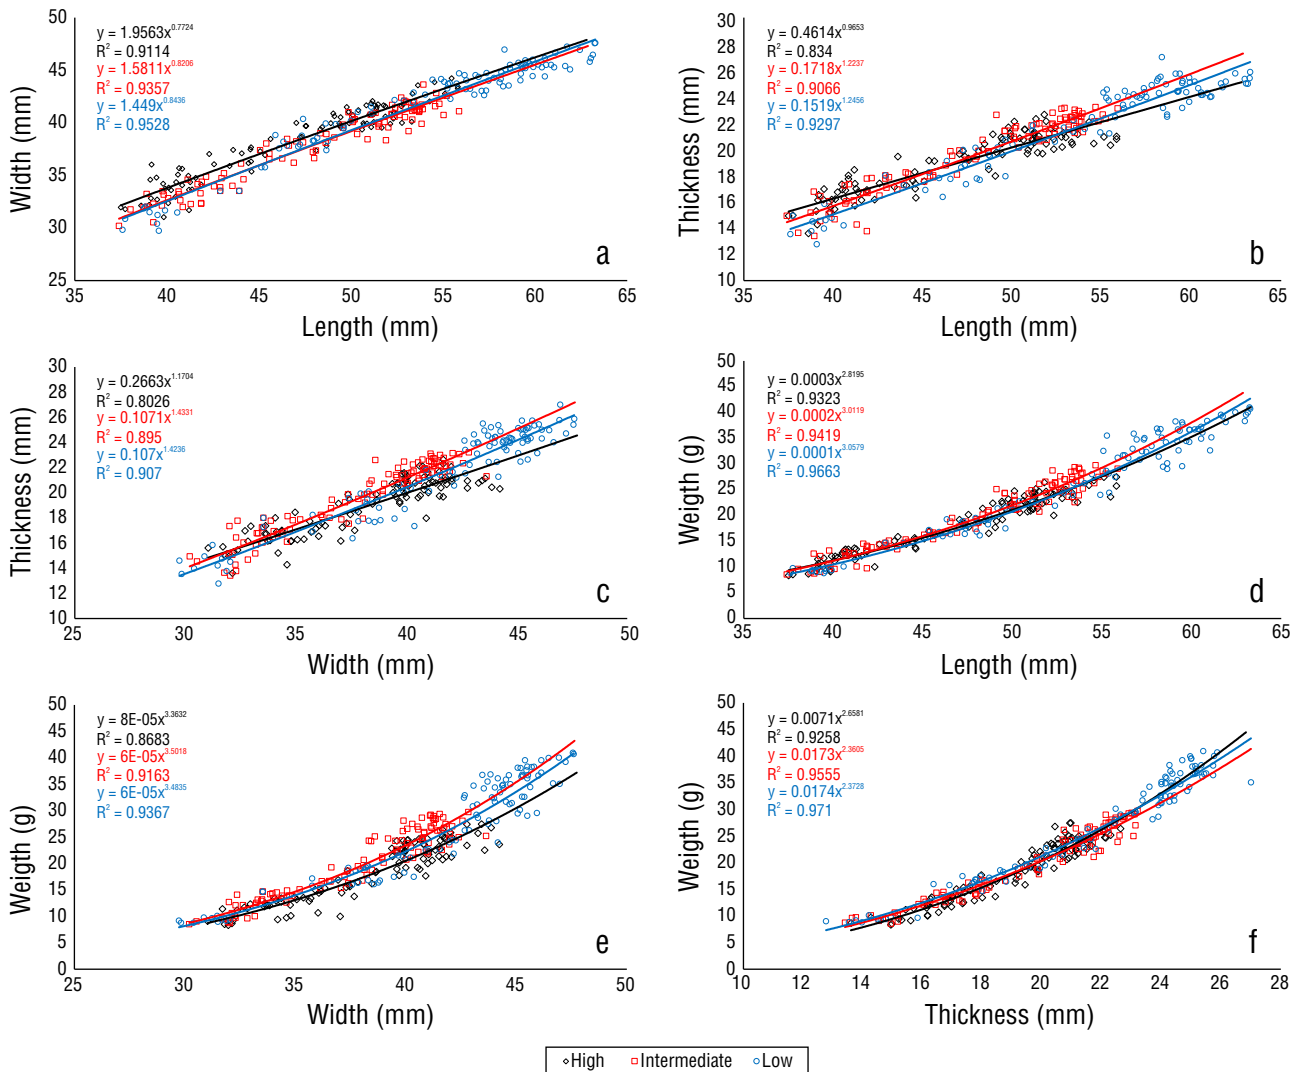 50
45
40
35
30
25
Width (mm)
y = 1.9563x^0.7724
R² = 0.9114
y = 1.5811x^0.8206
R² = 0.9357
y = 1.449x^0.8436
R² = 0.9528
a
35 40 45 50 55 60 65
Length (mm)
30
28
26
24
22
20
18
16
14
12
10
Thickness (mm)
y = 0.4614x^0.9653
R² = 0.834
y = 0.1718x^1.2237
R² = 0.9066
y = 0.1519x^1.2456
R² = 0.9297
b
35 40 45 50 55 60 65
Length (mm)
30
28
26
24
22
20
18
16
14
12
10
Thickness (mm)
y = 0.2663x^1.1704
R² = 0.8026
y = 0.1071x^1.4331
R² = 0.895
y = 0.107x^1.4236
R² = 0.907
c
25 30 35 40 45 50
Width (mm)
50
45
40
35
30
25
20
15
10
5
0
Weigth (g)
y = 0.0003x^2.8195
R² = 0.9323
y = 0.0002x^3.0119
R² = 0.9419
y = 0.0001x^3.0579
R² = 0.9663
d
35 40 45 50 55 60 65
Length (mm)
50
45
40
35
30
25
20
15
10
5
0
Weigth (g)
y = 8E-05x^3.3632
R² = 0.8683
y = 6E-05x^3.5018
R² = 0.9163
y = 6E-05x^3.4835
R² = 0.9367
e
25 30 35 40 45 50
Width (mm)
50
45
40
35
30
25
20
15
10
5
0
Weigth (g)
y = 0.0071x^2.6581
R² = 0.9258
y = 0.0173x^2.3605
R² = 0.9555
y = 0.0174x^2.3728
R² = 0.971
f
10 12 14 16 18 20 22 24 26 28
Thickness (mm)
High Intermediate Low